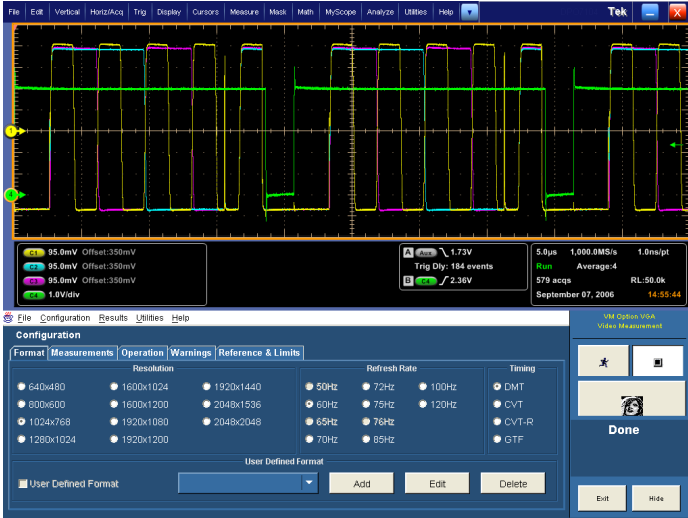 File Edit Vertical Horiz/Acq Trig Display Cursors Measure Mask Math MyScope Analyze Utilities Help Tek X
1
4
C1 95.0mV Offset:350mV
C2 95.0mV Offset:350mV
C3 95.0mV Offset:350mV
C4 1.0V/div
A Aux 1.73V
Trig Dly: 184 events
B C4 2.36V
5.0µs 1,000.0MS/s 1.0ns/pt
Run Average:4
579 acqs RL:50.0k
September 07, 2006 14:55:44
File Configuration Results Utilities Help
VM Option VGA
Video Measurement
Configuration
Format Measurements Operation Warnings Reference & Limits
Resolution Refresh Rate Timing
640x480 1600x1024 1920x1440 50Hz 72Hz 100Hz DMT
800x600 1600x1200 2048x1536 60Hz 75Hz 120Hz CVT
1024x768 1920x1080 2048x2048 65Hz 76Hz CVT-R
1280x1024 1920x1200 70Hz 85Hz GTF
Done
User Defined Format
User Defined Format Add Edit Delete
Exit Hide